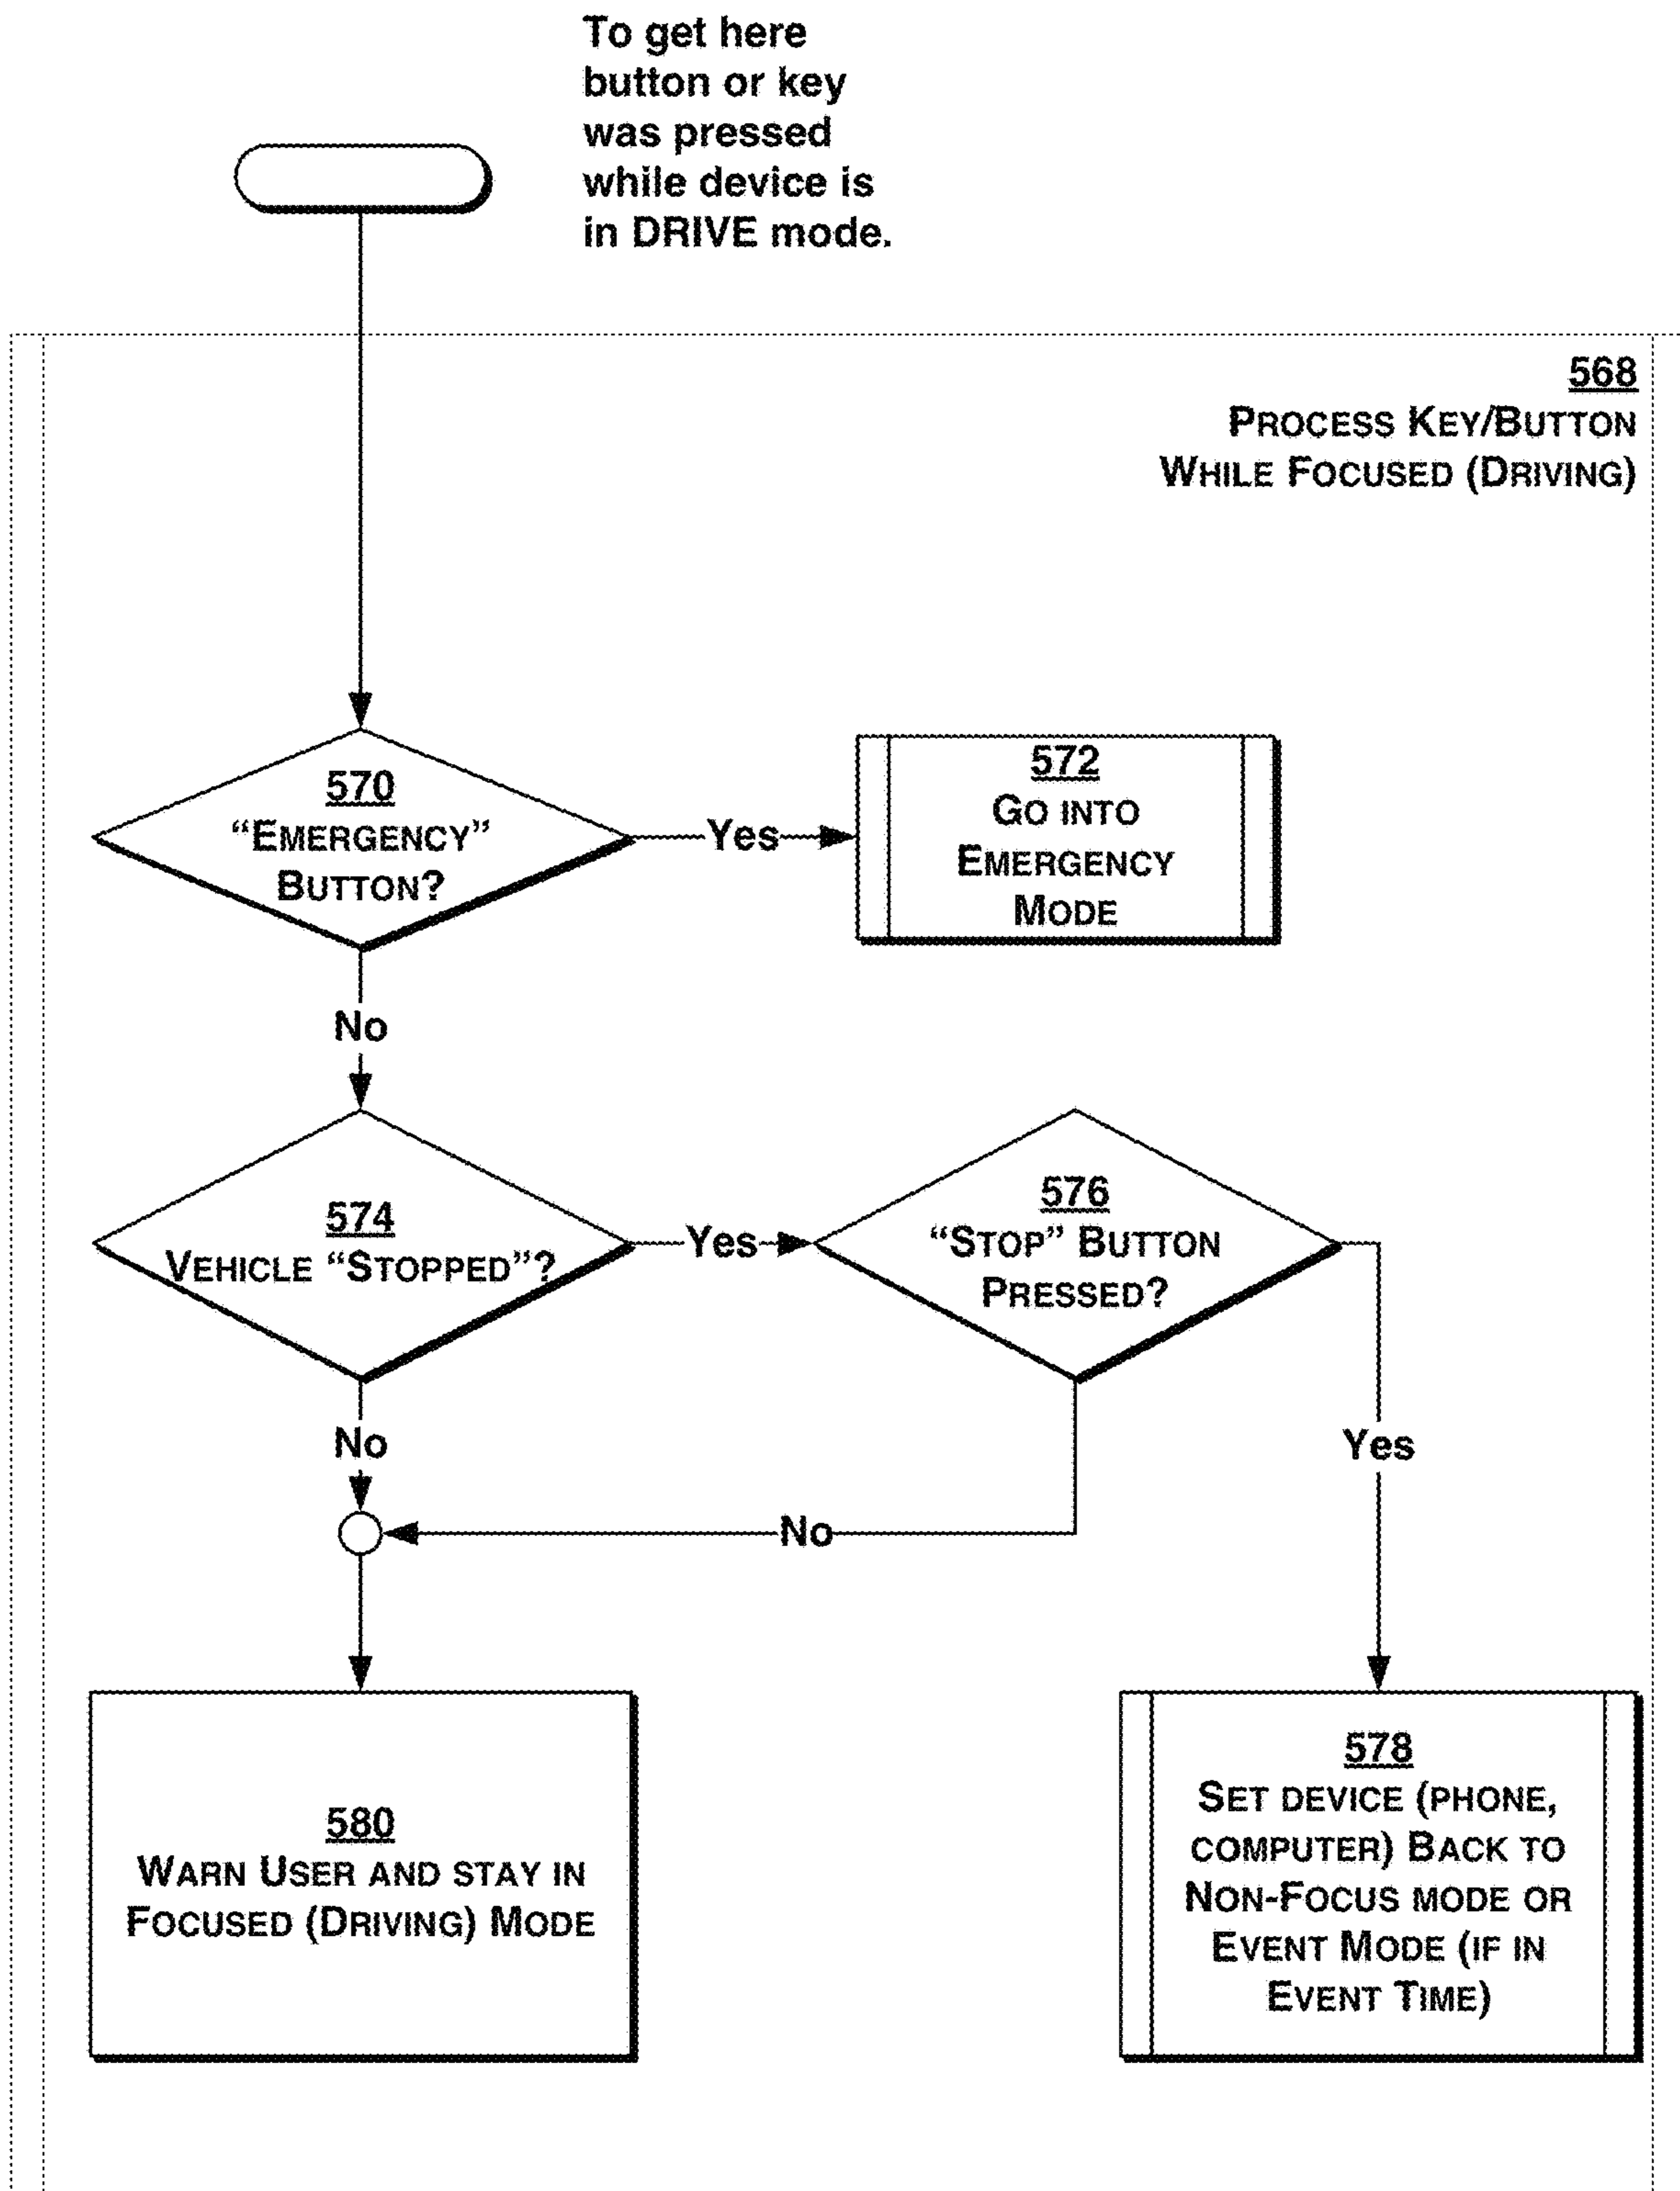 To get here
button or key
was pressed
while device is
in DRIVE mode.
568
PROCESS KEY/BUTTON
WHILE FOCUSED (DRIVING)
570
“EMERGENCY”
BUTTON?
Yes
572
GO INTO
EMERGENCY
MODE
No
574
VEHICLE “STOPPED”?
Yes
576
“STOP” BUTTON
PRESSED?
No
Yes
No
580
WARN USER AND STAY IN
FOCUSED (DRIVING) MODE
578
SET DEVICE (PHONE,
COMPUTER) BACK TO
NON-FOCUS MODE OR
EVENT MODE (IF IN
EVENT TIME)